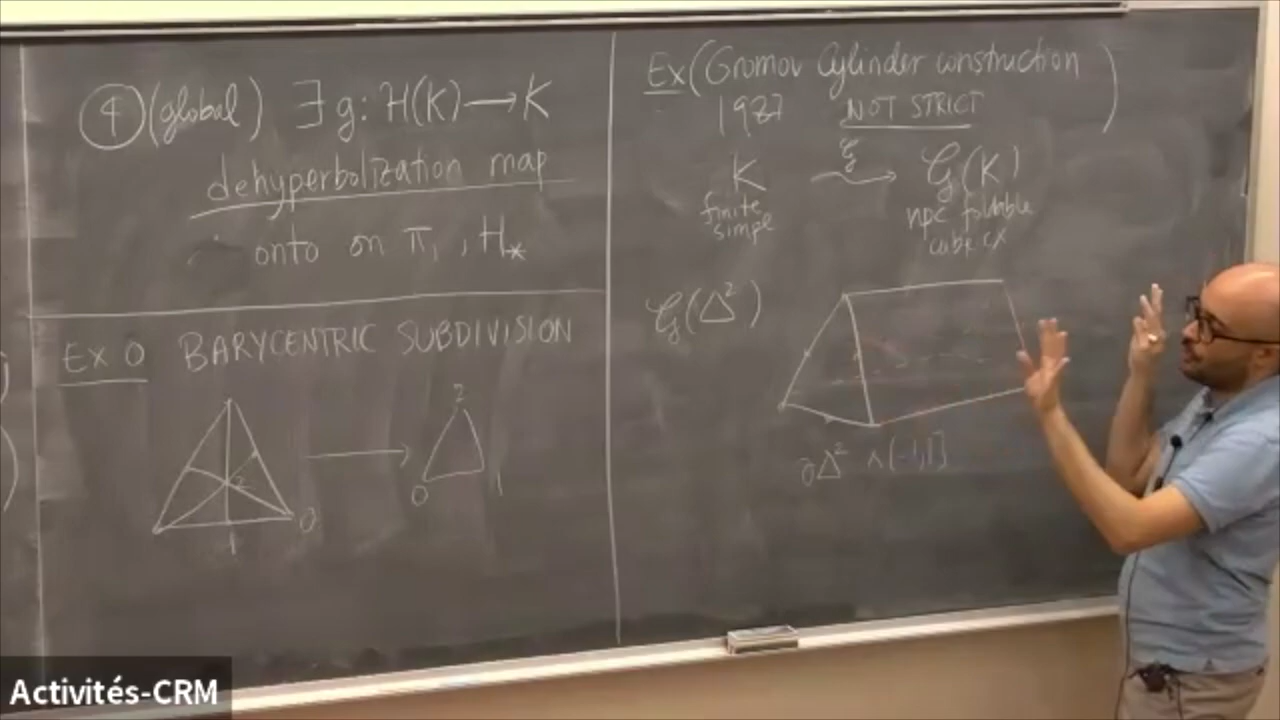 ④ (global) ∃ g: H(K) → K
dehyperbolization map
onto on π₁, H_*
Ex 0 BARYCENTRIC SUBDIVISION
2
0
2
0
1
Ex (Gromov Cylinder construction
1987 NOT STRICT )
K 𝒢 → 𝒢(K)
finite
simple
npc foldable
cube cx
𝒢(Δ²)
∂Δ² × [-1,1]
Activités-CRM